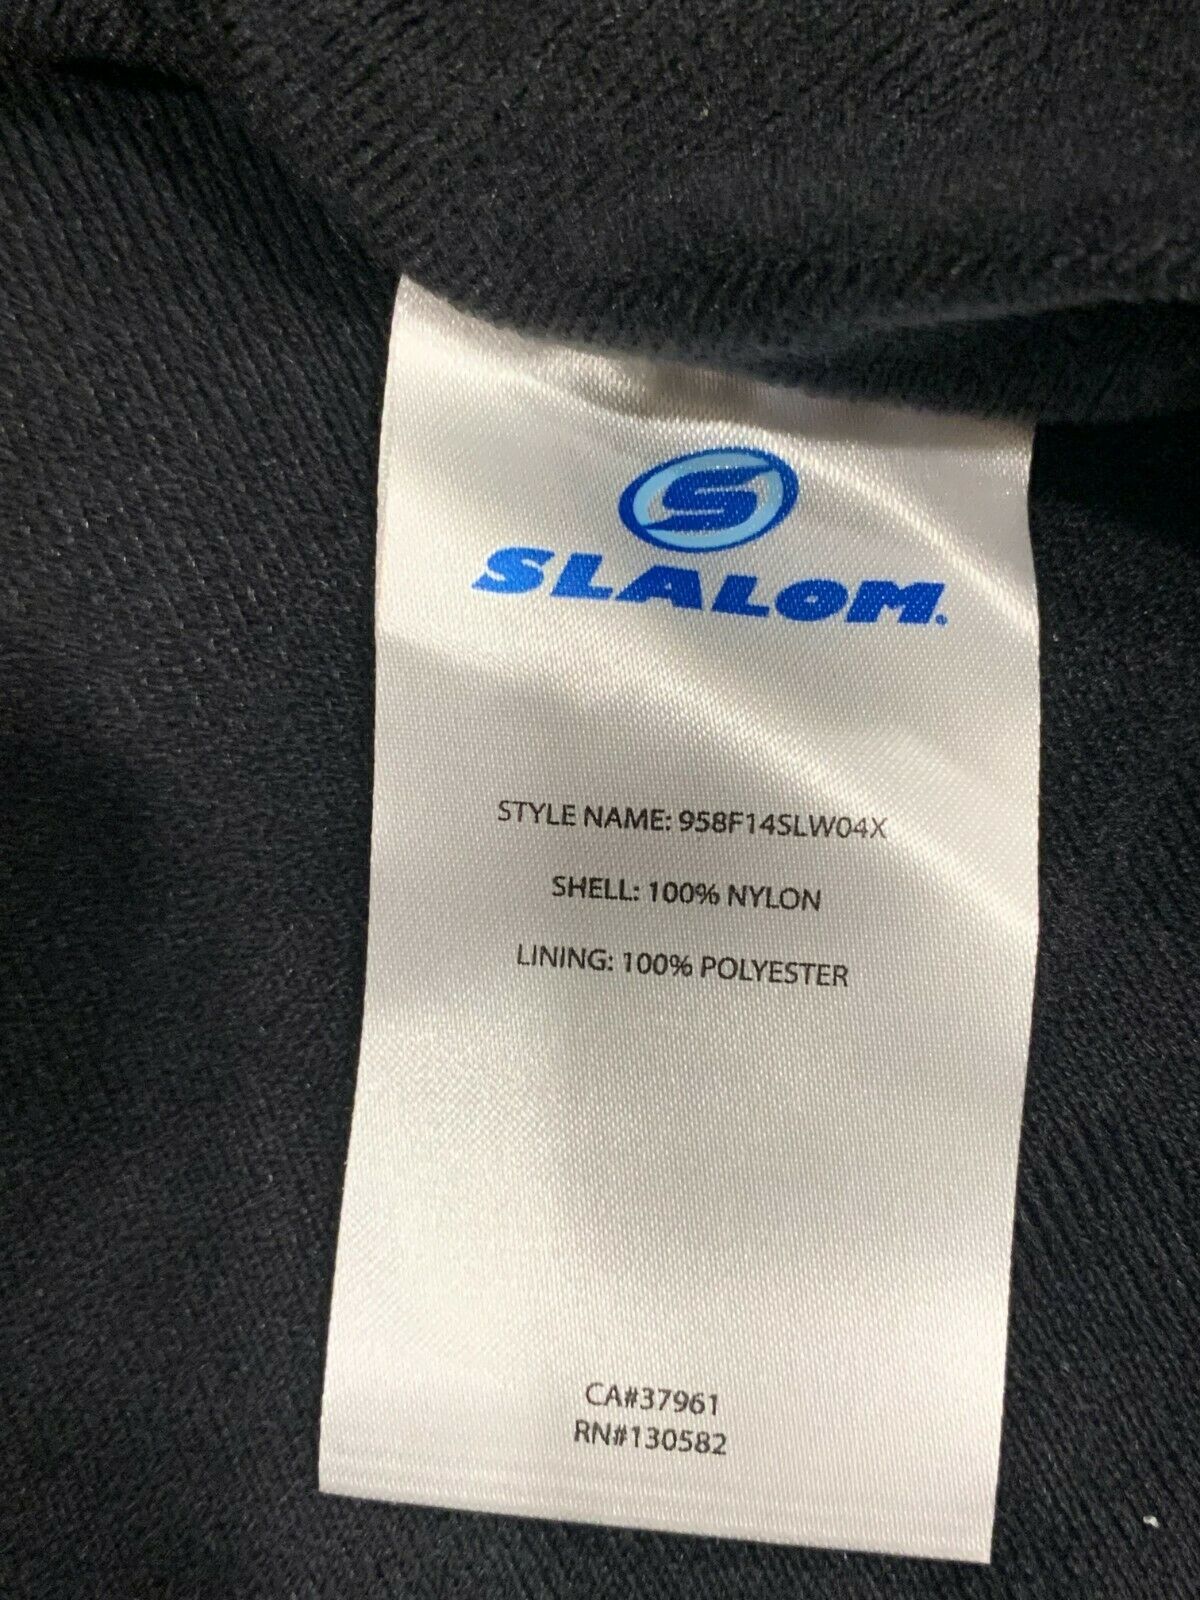 S
SLALOM.
STYLE NAME: 958F14SLW04X
SHELL: 100% NYLON
LINING: 100% POLYESTER
CA#37961
RN#130582